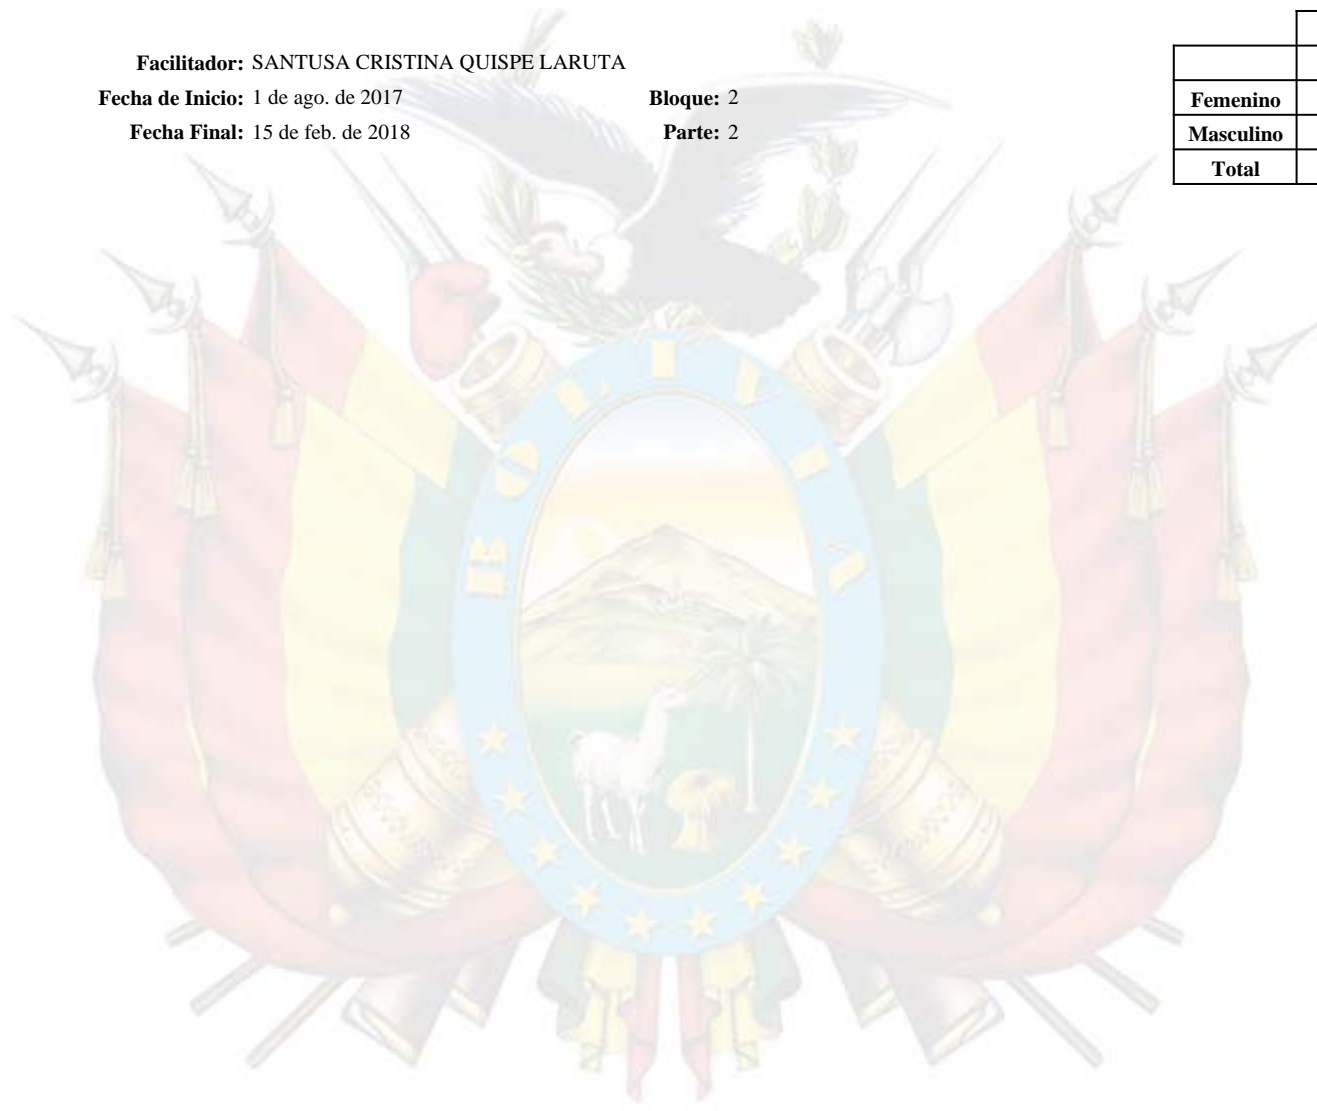 Facilitador: SANTUSA CRISTINA QUISPE LARUTA
Fecha de Inicio: 1 de ago. de 2017 Bloque: 2
Fecha Final: 15 de feb. de 2018 Parte: 2
Femenino
Masculino
Total
BOLIVIA